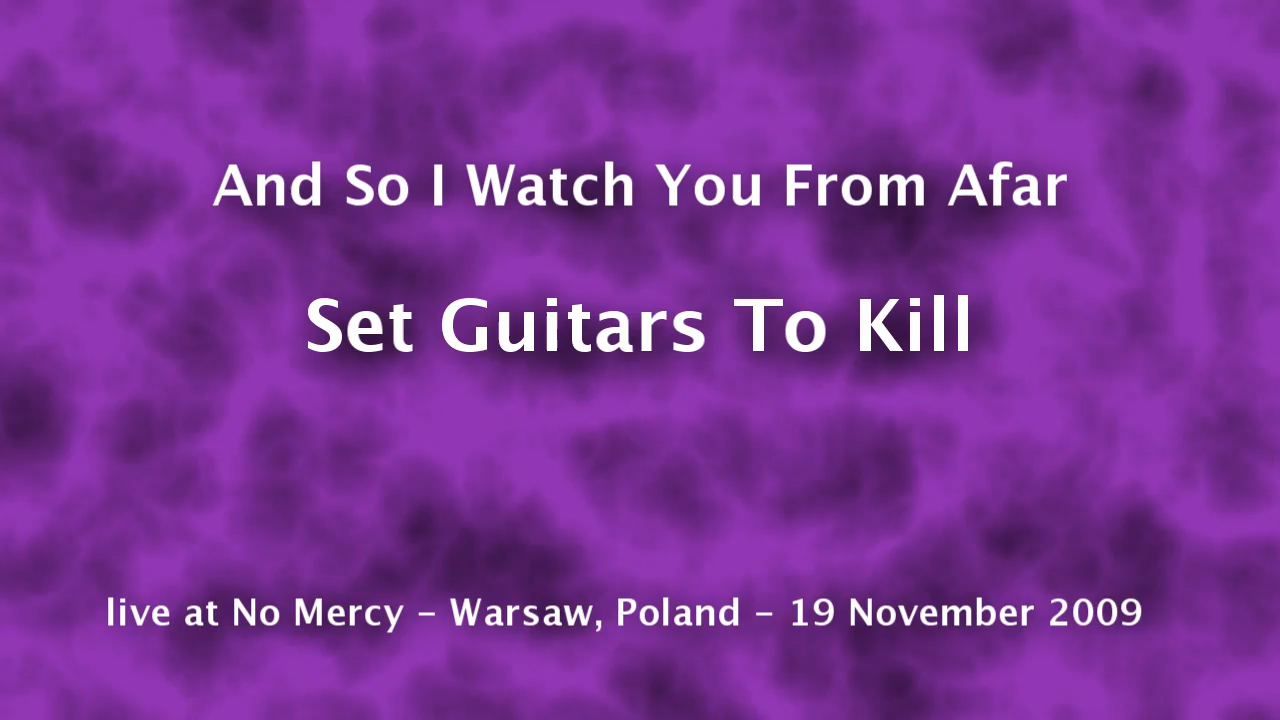 And So I Watch You From Afar
Set Guitars To Kill
live at No Mercy – Warsaw, Poland – 19 November 2009